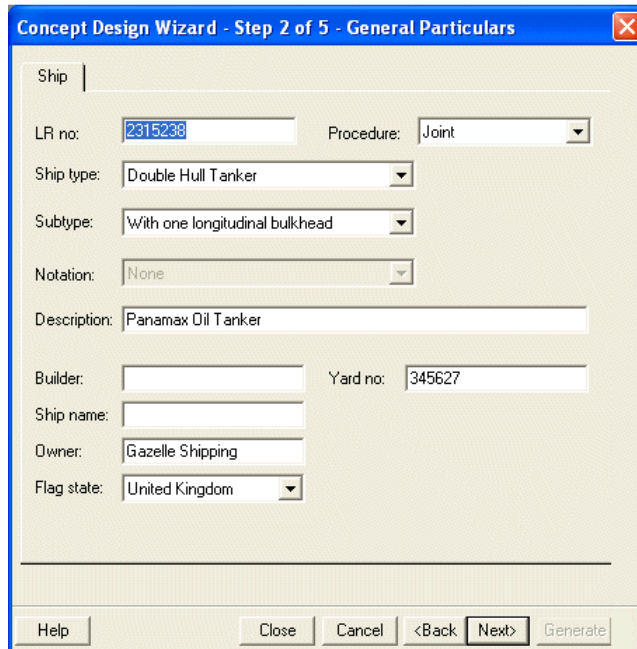 Concept Design Wizard - Step 2 of 5 - General Particulars
Ship
LR no: 2315238 Procedure: Joint
Ship type: Double Hull Tanker
Subtype: With one longitudinal bulkhead
Notation: None
Description: Panamax Oil Tanker
Builder: Yard no: 345627
Ship name:
Owner: Gazelle Shipping
Flag state: United Kingdom
Help Close Cancel <Back Next> Generate